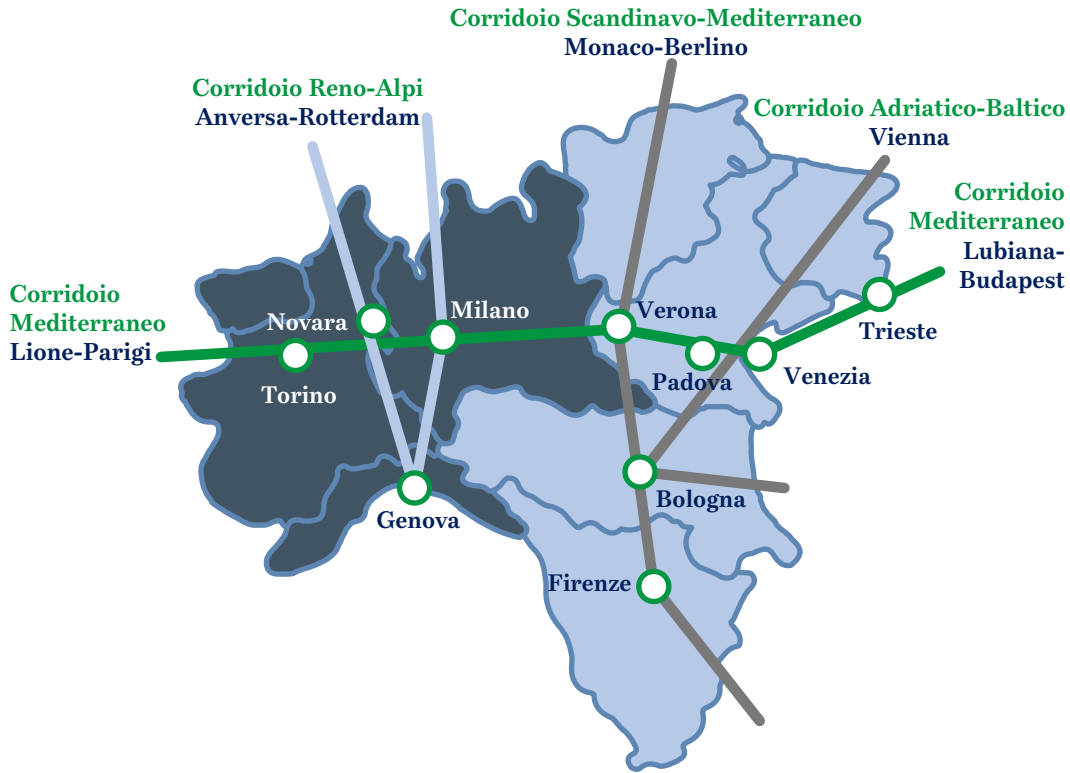 Corridoio Scandinavo-Mediterraneo
Monaco-Berlino
Corridoio Reno-Alpi
Anversa-Rotterdam
Corridoio Adriatico-Baltico
Vienna
Corridoio
Mediterraneo
Lubiana-
Budapest
Corridoio
Mediterraneo
Lione-Parigi
Novara
Milano
Verona
Trieste
Torino
Padova
Venezia
Bologna
Genova
Firenze